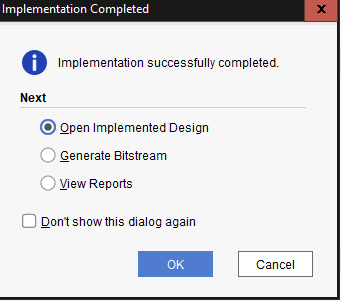 Implementation Completed
x
Implementation successfully completed.
Next
Open Implemented Design
Generate Bitstream
View Reports
Don't show this dialog again
OK
Cancel